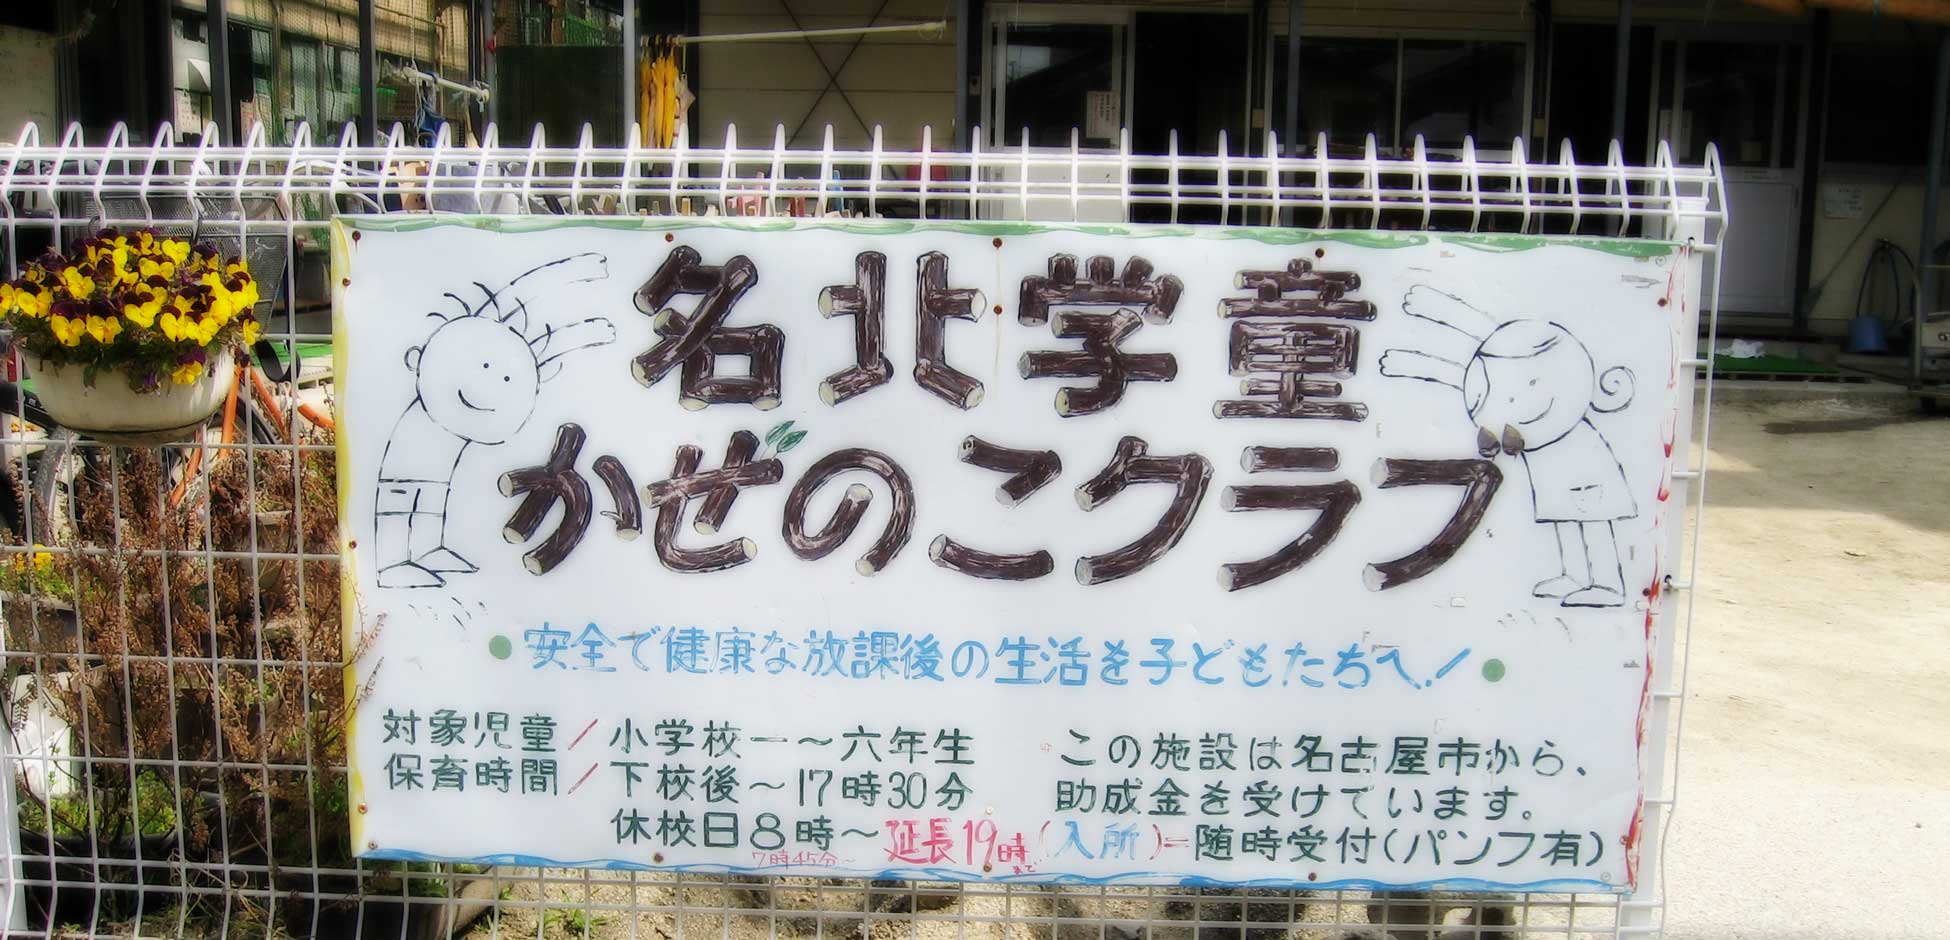 名北学童
かぜのこクラブ
●安全で健康な放課後の生活を子どもたちへ!●
対象児童/小学校一〜六年生
保育時間/下校後〜17時30分
休校日8時〜延長19時まで
7時45分〜
この施設は名古屋市から、
助成金を受けています。
(入所)=随時受付(パンフ有)